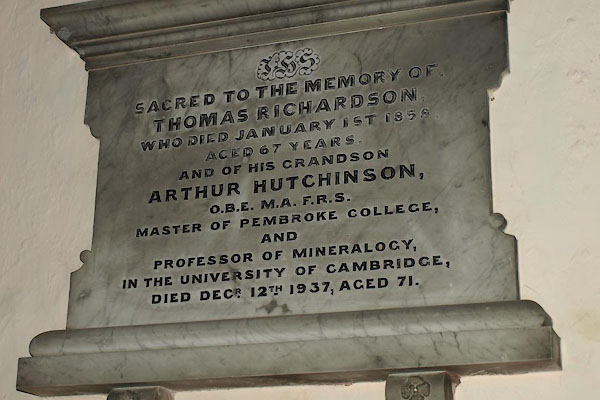 IHS
SACRED TO THE MEMORY OF
THOMAS RICHARDSON,
WHO DIED JANUARY 1ST 1858.
AGED 67 YEARS.
AND OF HIS GRANDSON
ARTHUR HUTCHINSON,
O.B.E. M.A. F.R.S.
MASTER OF PEMBROKE COLLEGE,
AND
PROFESSOR OF MINERALOGY,
IN THE UNIVERSITY OF CAMBRIDGE,
DIED DECR 12TH 1937, AGED 71.